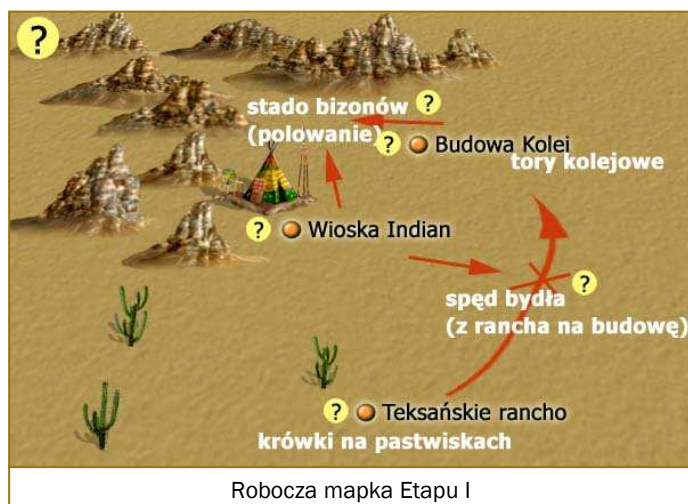 ?
stado bizonów ?
(polowanie)
? Budowa Kolei
tory kolejowe
? Wioska Indian
?
spęd bydła
(z rancha na budowę)
? Teksańskie rancho
krówki na pastwiskach
Robocza mapka Etapu I